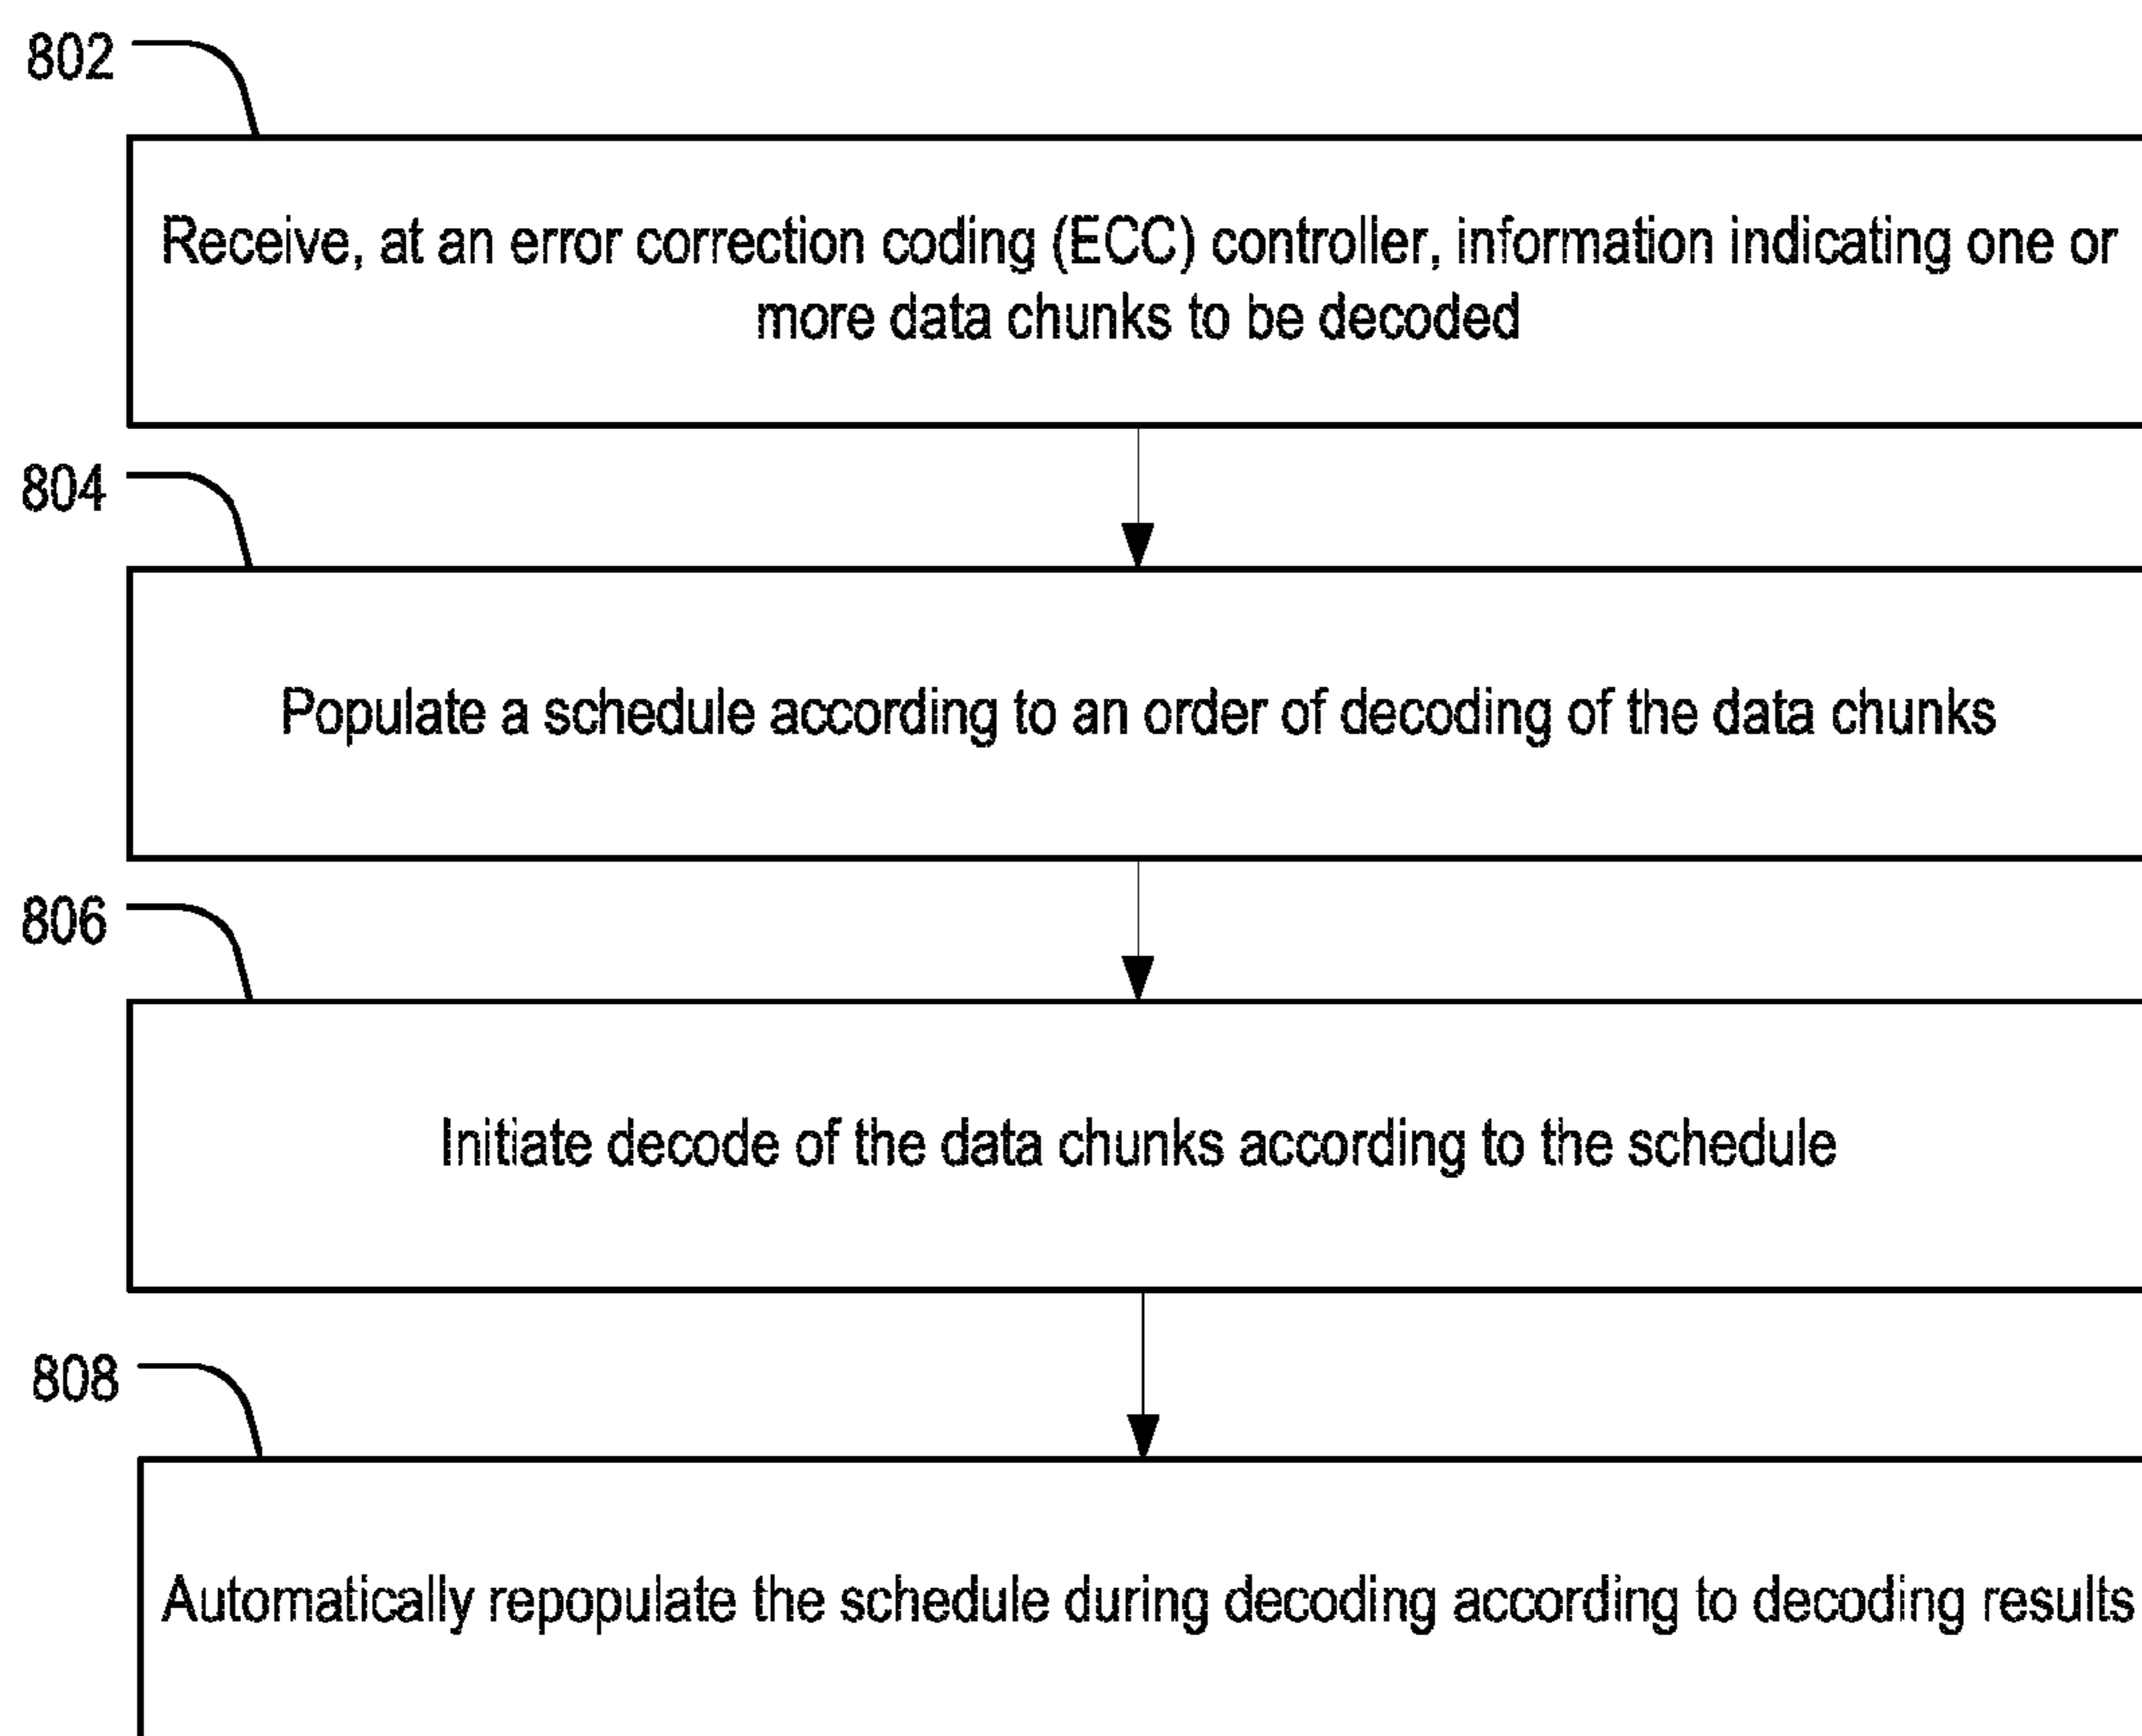 802
Receive, at an error correction coding (ECC) controller, information indicating one or
more data chunks to be decoded
804
Populate a schedule according to an order of decoding of the data chunks
806
Initiate decode of the data chunks according to the schedule
808
Automatically repopulate the schedule during decoding according to decoding results